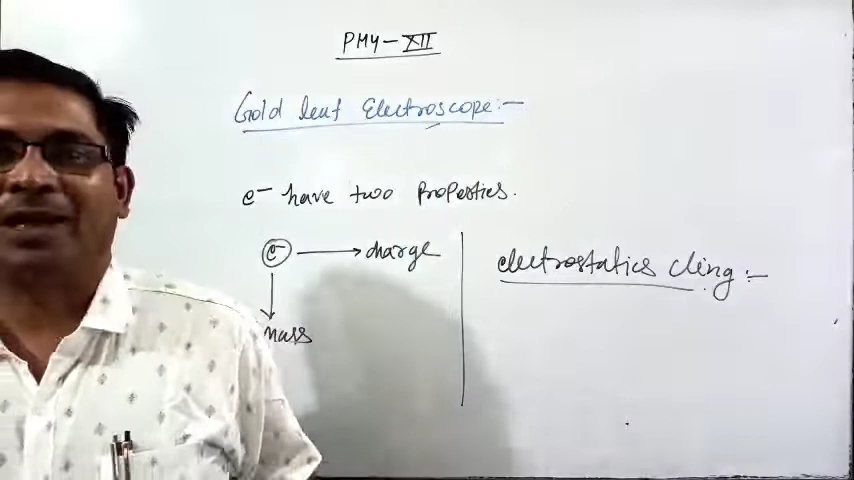 PHY-XII
Gold leaf Electroscope:-
e⁻ have two Properties.
e⁻ → charge
mass
electrostatics cling:-